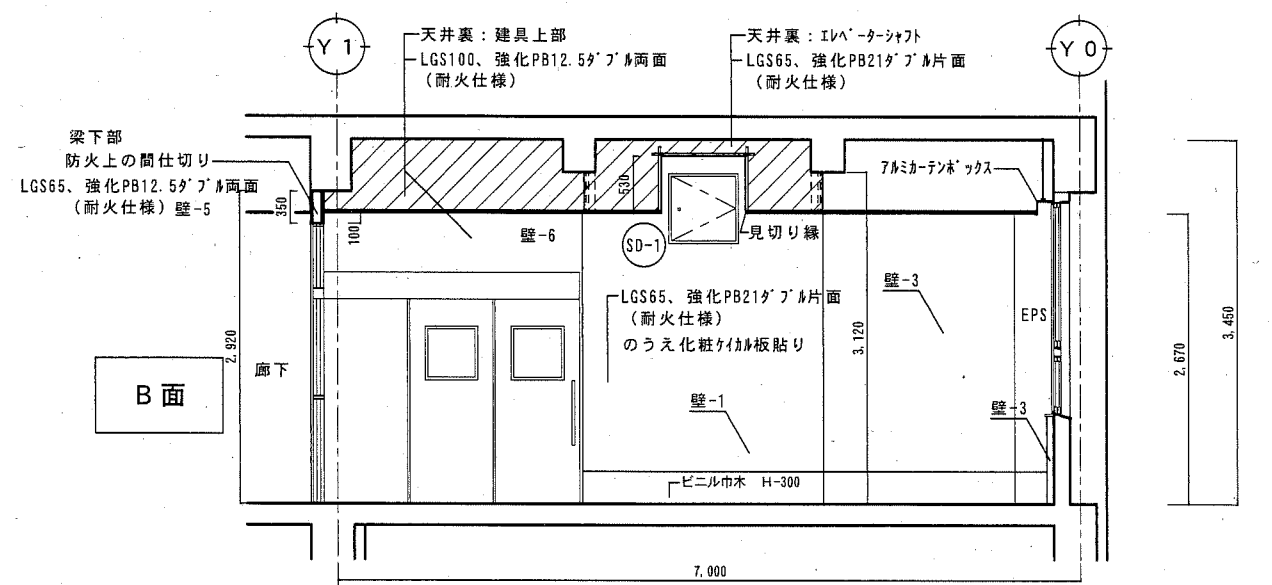 Y1
天井裏：建具上部
LGS100、強化PB12.5ﾀﾞﾌﾞﾙ両面
(耐火仕様)
天井裏：ｴﾚﾍﾞｰﾀｰｼｬﾌﾄ
LGS65、強化PB21ﾀﾞﾌﾞﾙ片面
(耐火仕様)
Y0
梁下部
防火上の間仕切り
LGS65、強化PB12.5ﾀﾞﾌﾞﾙ両面
(耐火仕様) 壁-5
ｱﾙﾐｶｰﾃﾝﾎﾞｯｸｽ
350
100
530
壁-6
SD-1
見切り縁
LGS65、強化PB21ﾀﾞﾌﾞﾙ片面
(耐火仕様)
のうえ化粧ｹｲｶﾙ板貼り
壁-3
EPS
2,920
3,120
2,670
3,450
廊下
B面
壁-1
壁-3
ビニル巾木 H-300
7,000